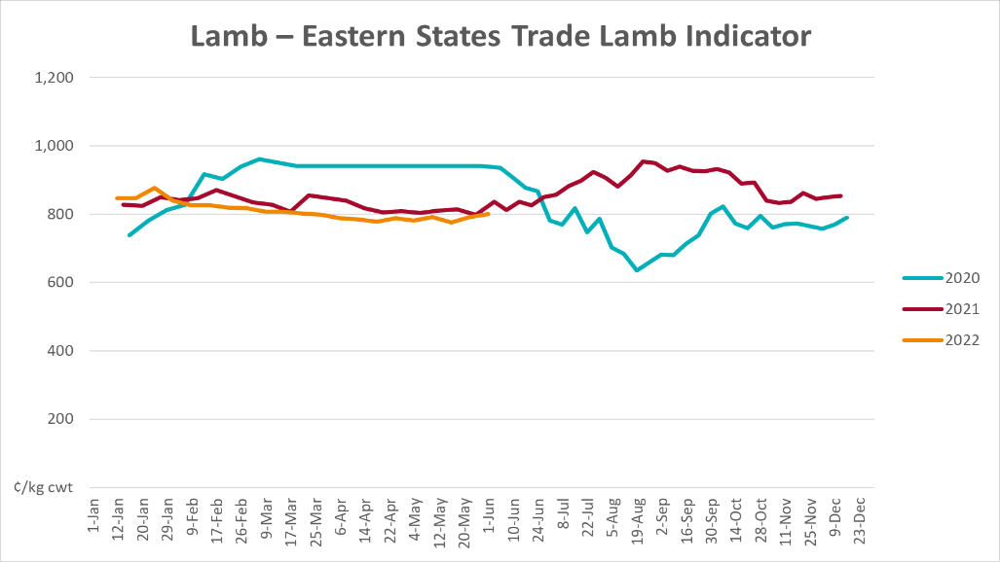 Lamb – Eastern States Trade Lamb Indicator
1,200
1,000
800
600
400
200
¢/kg cwt
1-Jan
12-Jan
20-Jan
29-Jan
9-Feb
17-Feb
26-Feb
9-Mar
17-Mar
25-Mar
6-Apr
14-Apr
22-Apr
4-May
12-May
20-May
1-Jun
10-Jun
24-Jun
8-Jul
22-Jul
5-Aug
19-Aug
2-Sep
16-Sep
30-Sep
14-Oct
28-Oct
11-Nov
25-Nov
9-Dec
23-Dec
2020
2021
2022